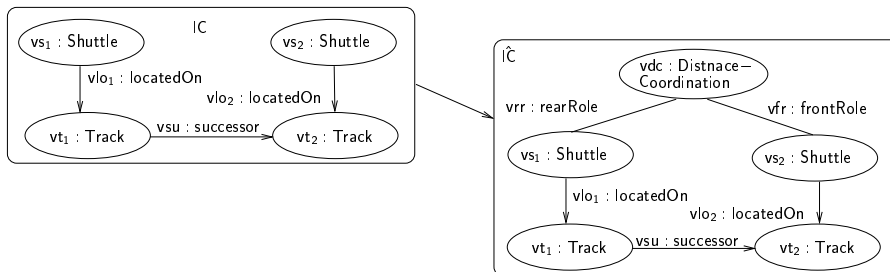 IC
vs₁ : Shuttle
vs₂ : Shuttle
vlo₁ : locatedOn
vlo₂ : locatedOn
vt₁ : Track
vsu : successor
vt₂ : Track
ÎC
vdc : Distnace−
Coordination
vrr : rearRole
vfr : frontRole
vs₁ : Shuttle
vs₂ : Shuttle
vlo₁ : locatedOn
vlo₂ : locatedOn
vt₁ : Track
vsu : successor
vt₂ : Track